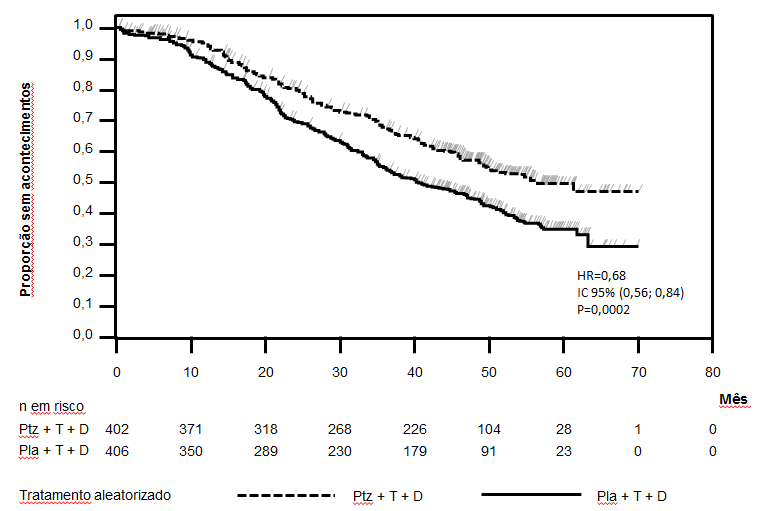 Proporção sem acontecimentos
1,0
0,9
0,8
0,7
0,6
0,5
0,4
0,3
0,2
0,1
0,0
HR=0,68
IC 95% (0,56; 0,84)
P=0,0002
0 10 20 30 40 50 60 70 80
Mês
n em risco
Ptz + T + D 402 371 318 268 226 104 28 1 0
Pla + T + D 406 350 289 230 179 91 23 0 0
Tratamento aleatorizado Ptz + T + D Pla + T + D